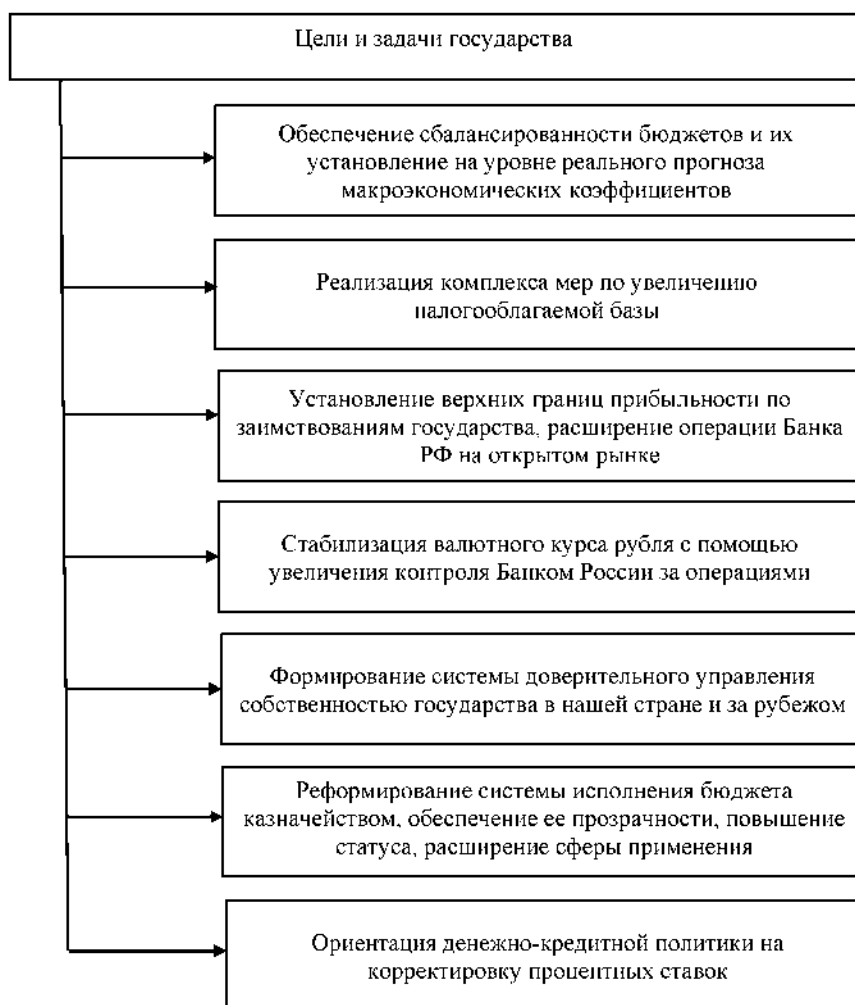 Цели и задачи государства
Обеспечение сбалансированности бюджетов и их
установление на уровне реального прогноза
макроэкономических коэффициентов
Реализация комплекса мер по увеличению
налогооблагаемой базы
Установление верхних границ прибыльности по
заимствованиям государства, расширение операции Банка
РФ на открытом рынке
Стабилизация валютного курса рубля с помощью
увеличения контроля Банком России за операциями
Формирование системы доверительного управления
собственностью государства в нашей стране и за рубежом
Реформирование системы исполнения бюджета
казначейством, обеспечение ее прозрачности, повышение
статуса, расширение сферы применения
Ориентация денежно-кредитной политики на
корректировку процентных ставок